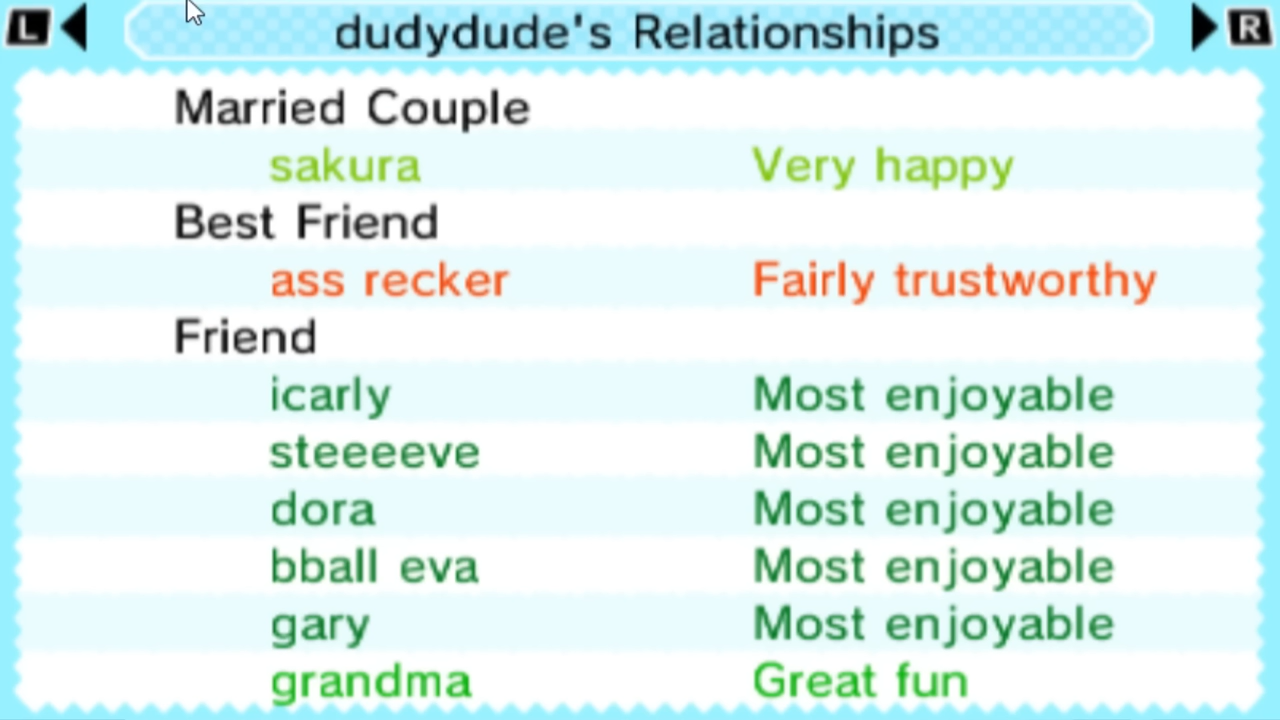 L dudydude's Relationships R
Married Couple
sakura Very happy
Best Friend
ass recker Fairly trustworthy
Friend
icarly Most enjoyable
steeeeve Most enjoyable
dora Most enjoyable
bball eva Most enjoyable
gary Most enjoyable
grandma Great fun